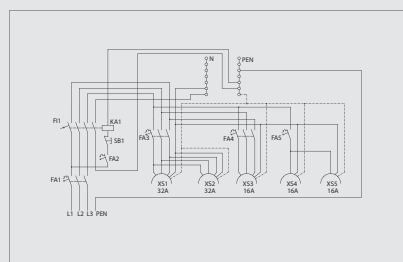 N PEN
FI1 KA1
SB1
FA3 FA4 FA5
FA2
FA1
XS1 XS2 XS3 XS4 XS5
32A 32A 16A 16A 16A
L1 L2 L3 PEN